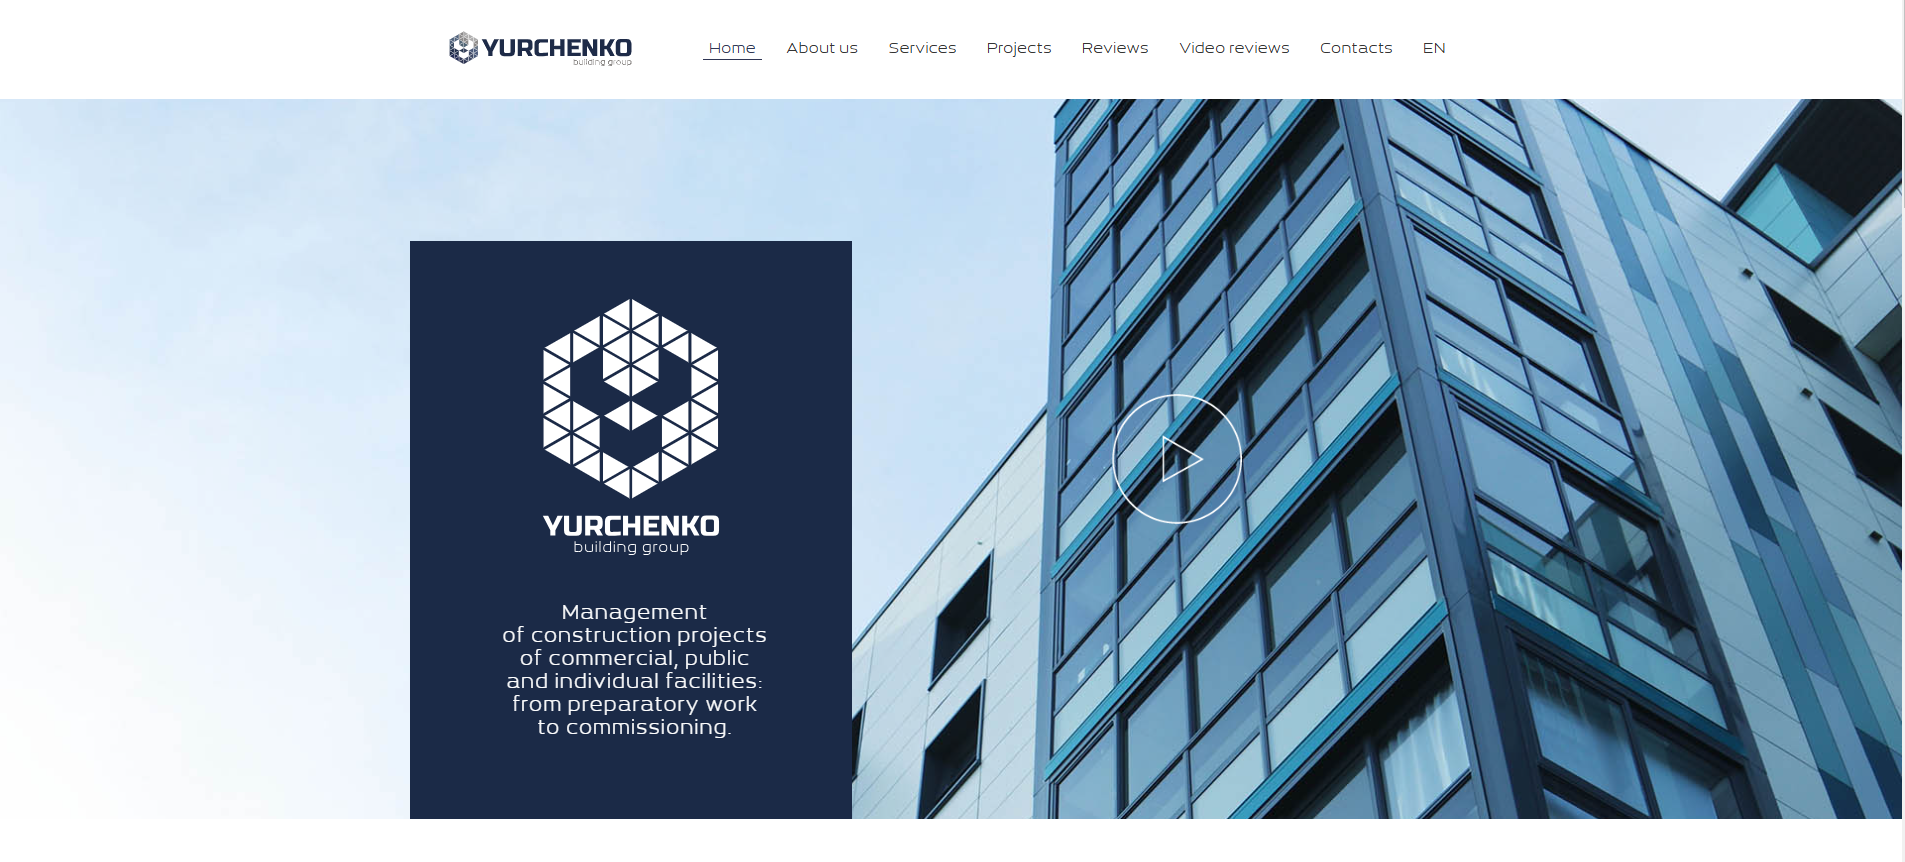 YURCHENKO
building group
Home About us Services Projects Reviews Video reviews Contacts EN
YURCHENKO
building group
Management
of construction projects
of commercial, public
and individual facilities:
from preparatory work
to commissioning.